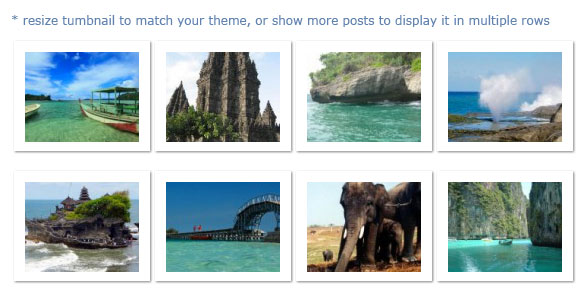 * resize tumbnail to match your theme, or show more posts to display it in multiple rows